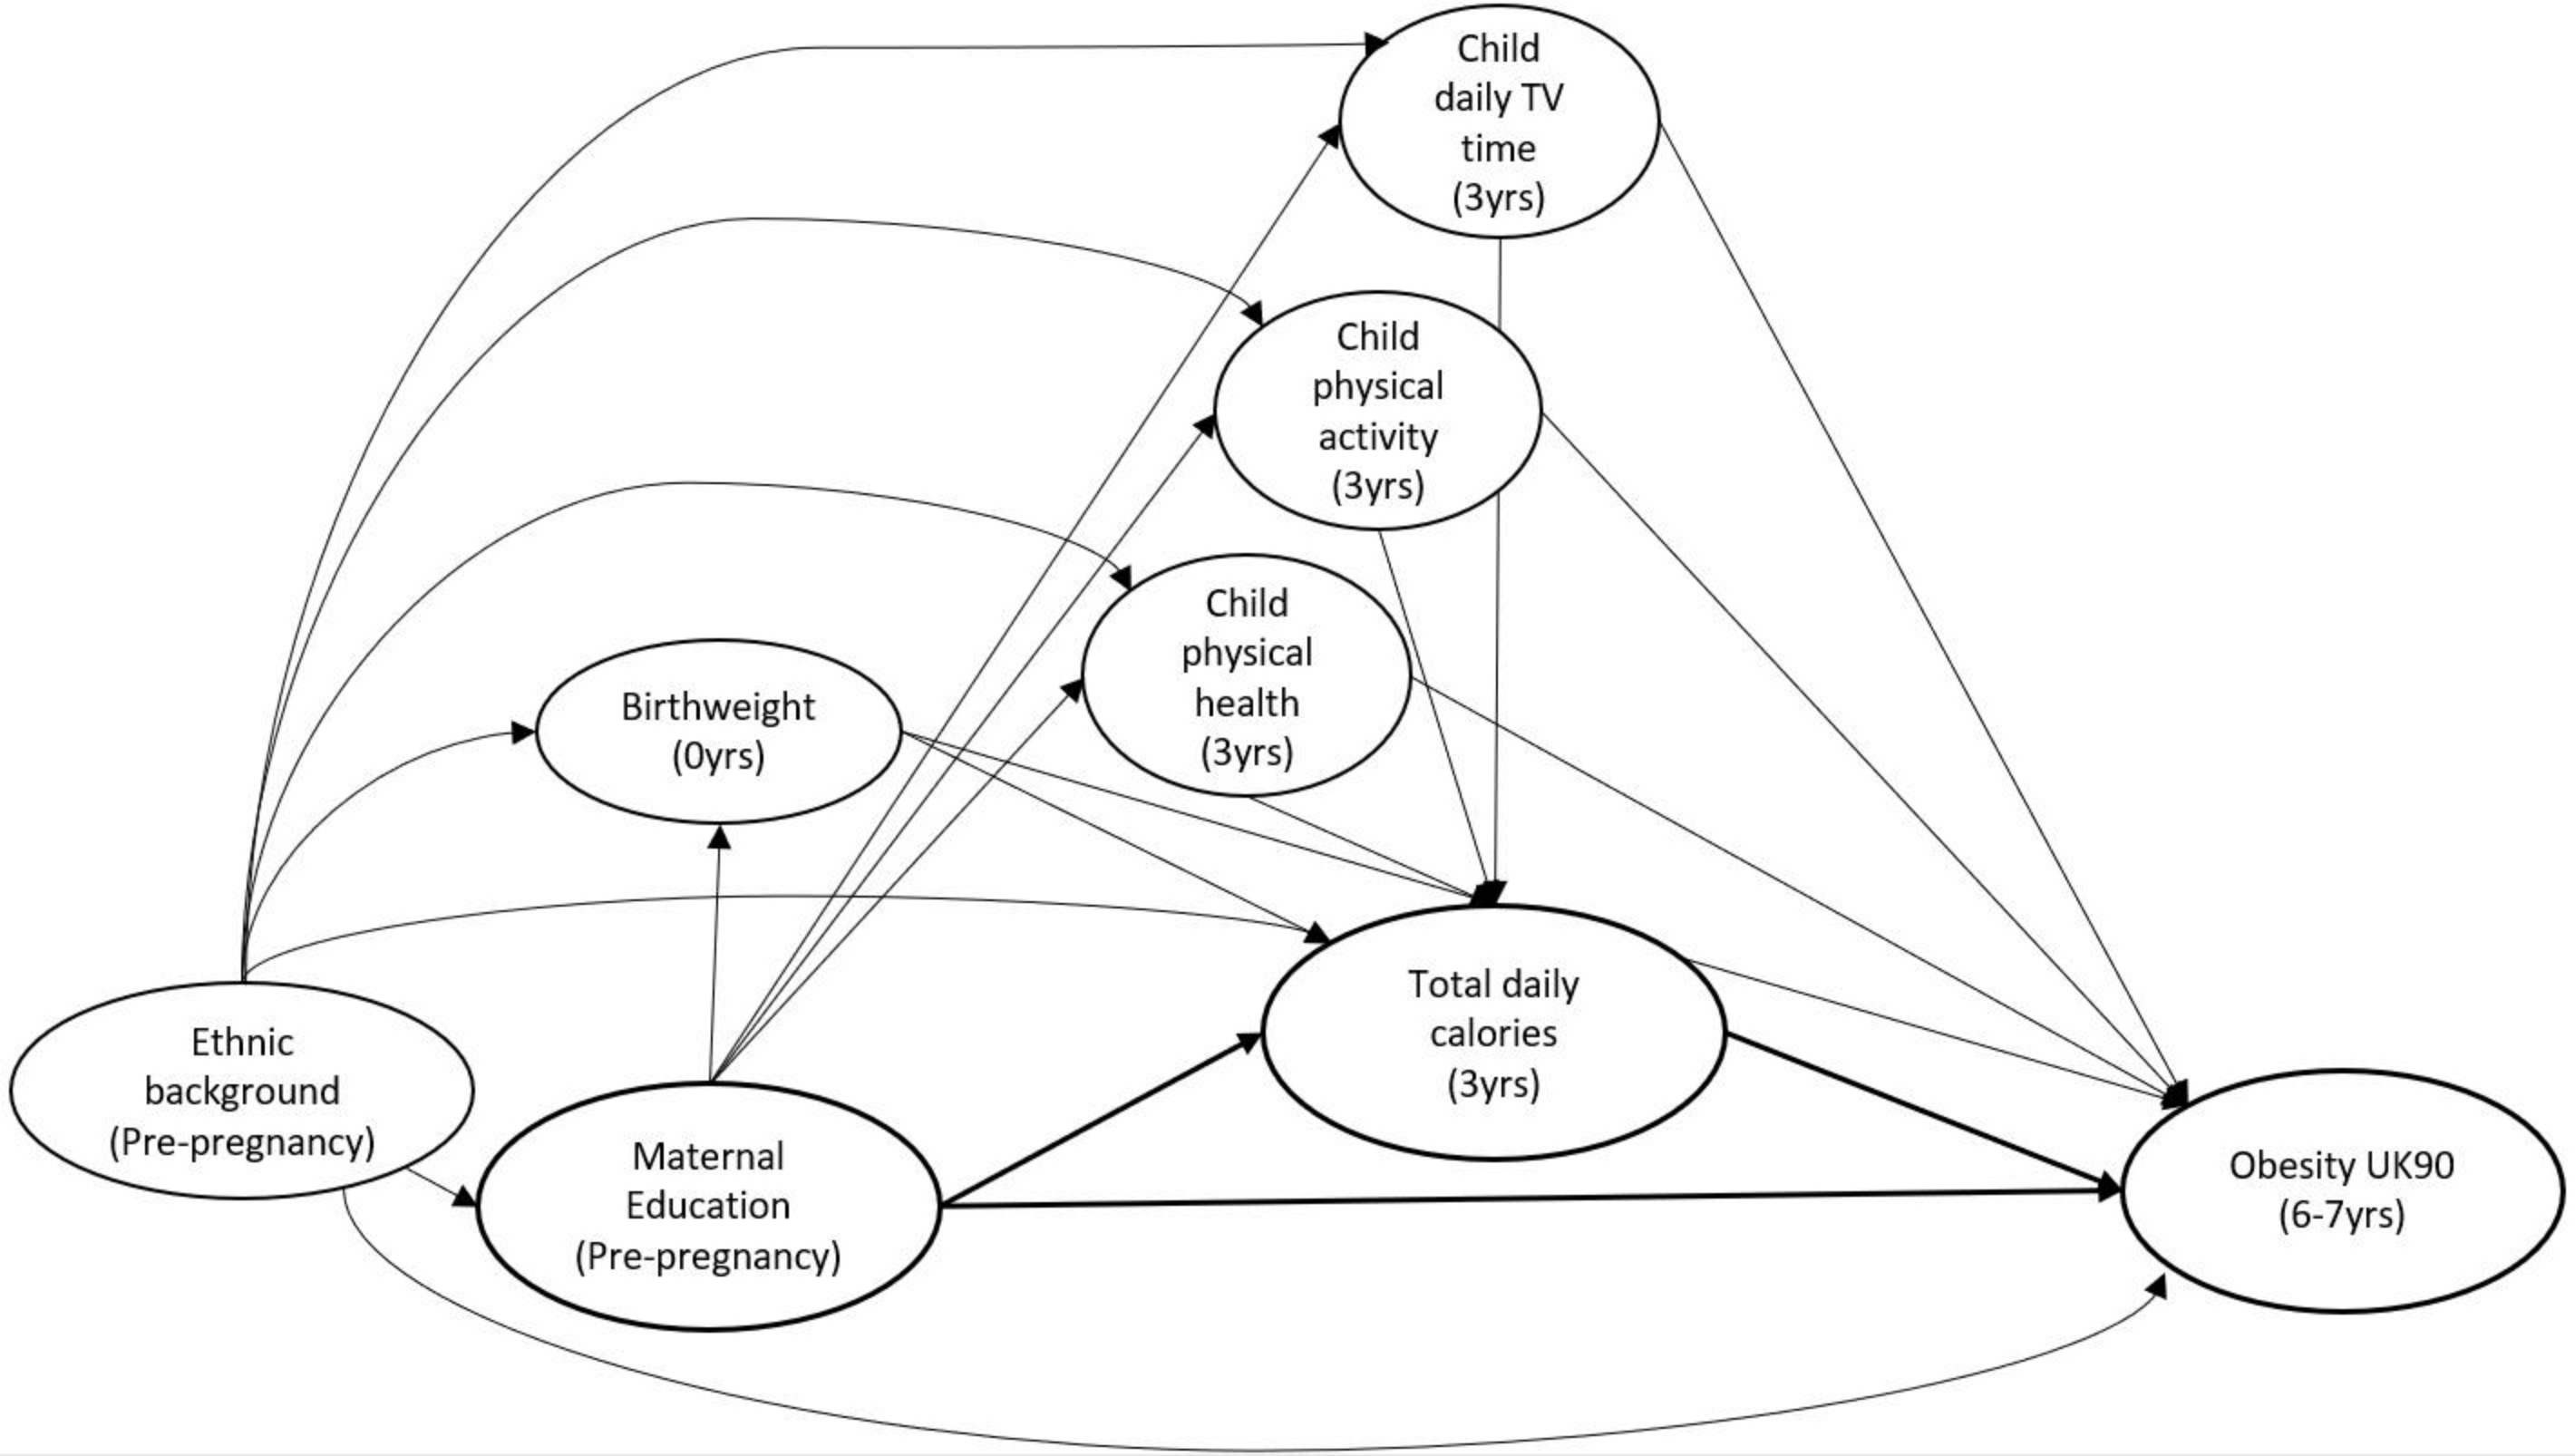 Child
daily TV
time
(3yrs)
Child
physical
activity
(3yrs)
Child
physical
health
(3yrs)
Birthweight
(0yrs)
Total daily
calories
(3yrs)
Ethnic
background
(Pre-pregnancy)
Maternal
Education
(Pre-pregnancy)
Obesity UK90
(6-7yrs)